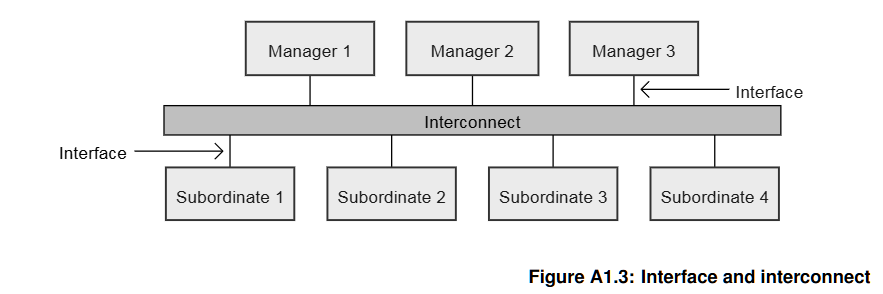 Manager 1 Manager 2 Manager 3
Interface
Interconnect
Interface
Subordinate 1 Subordinate 2 Subordinate 3 Subordinate 4
Figure A1.3: Interface and interconnect